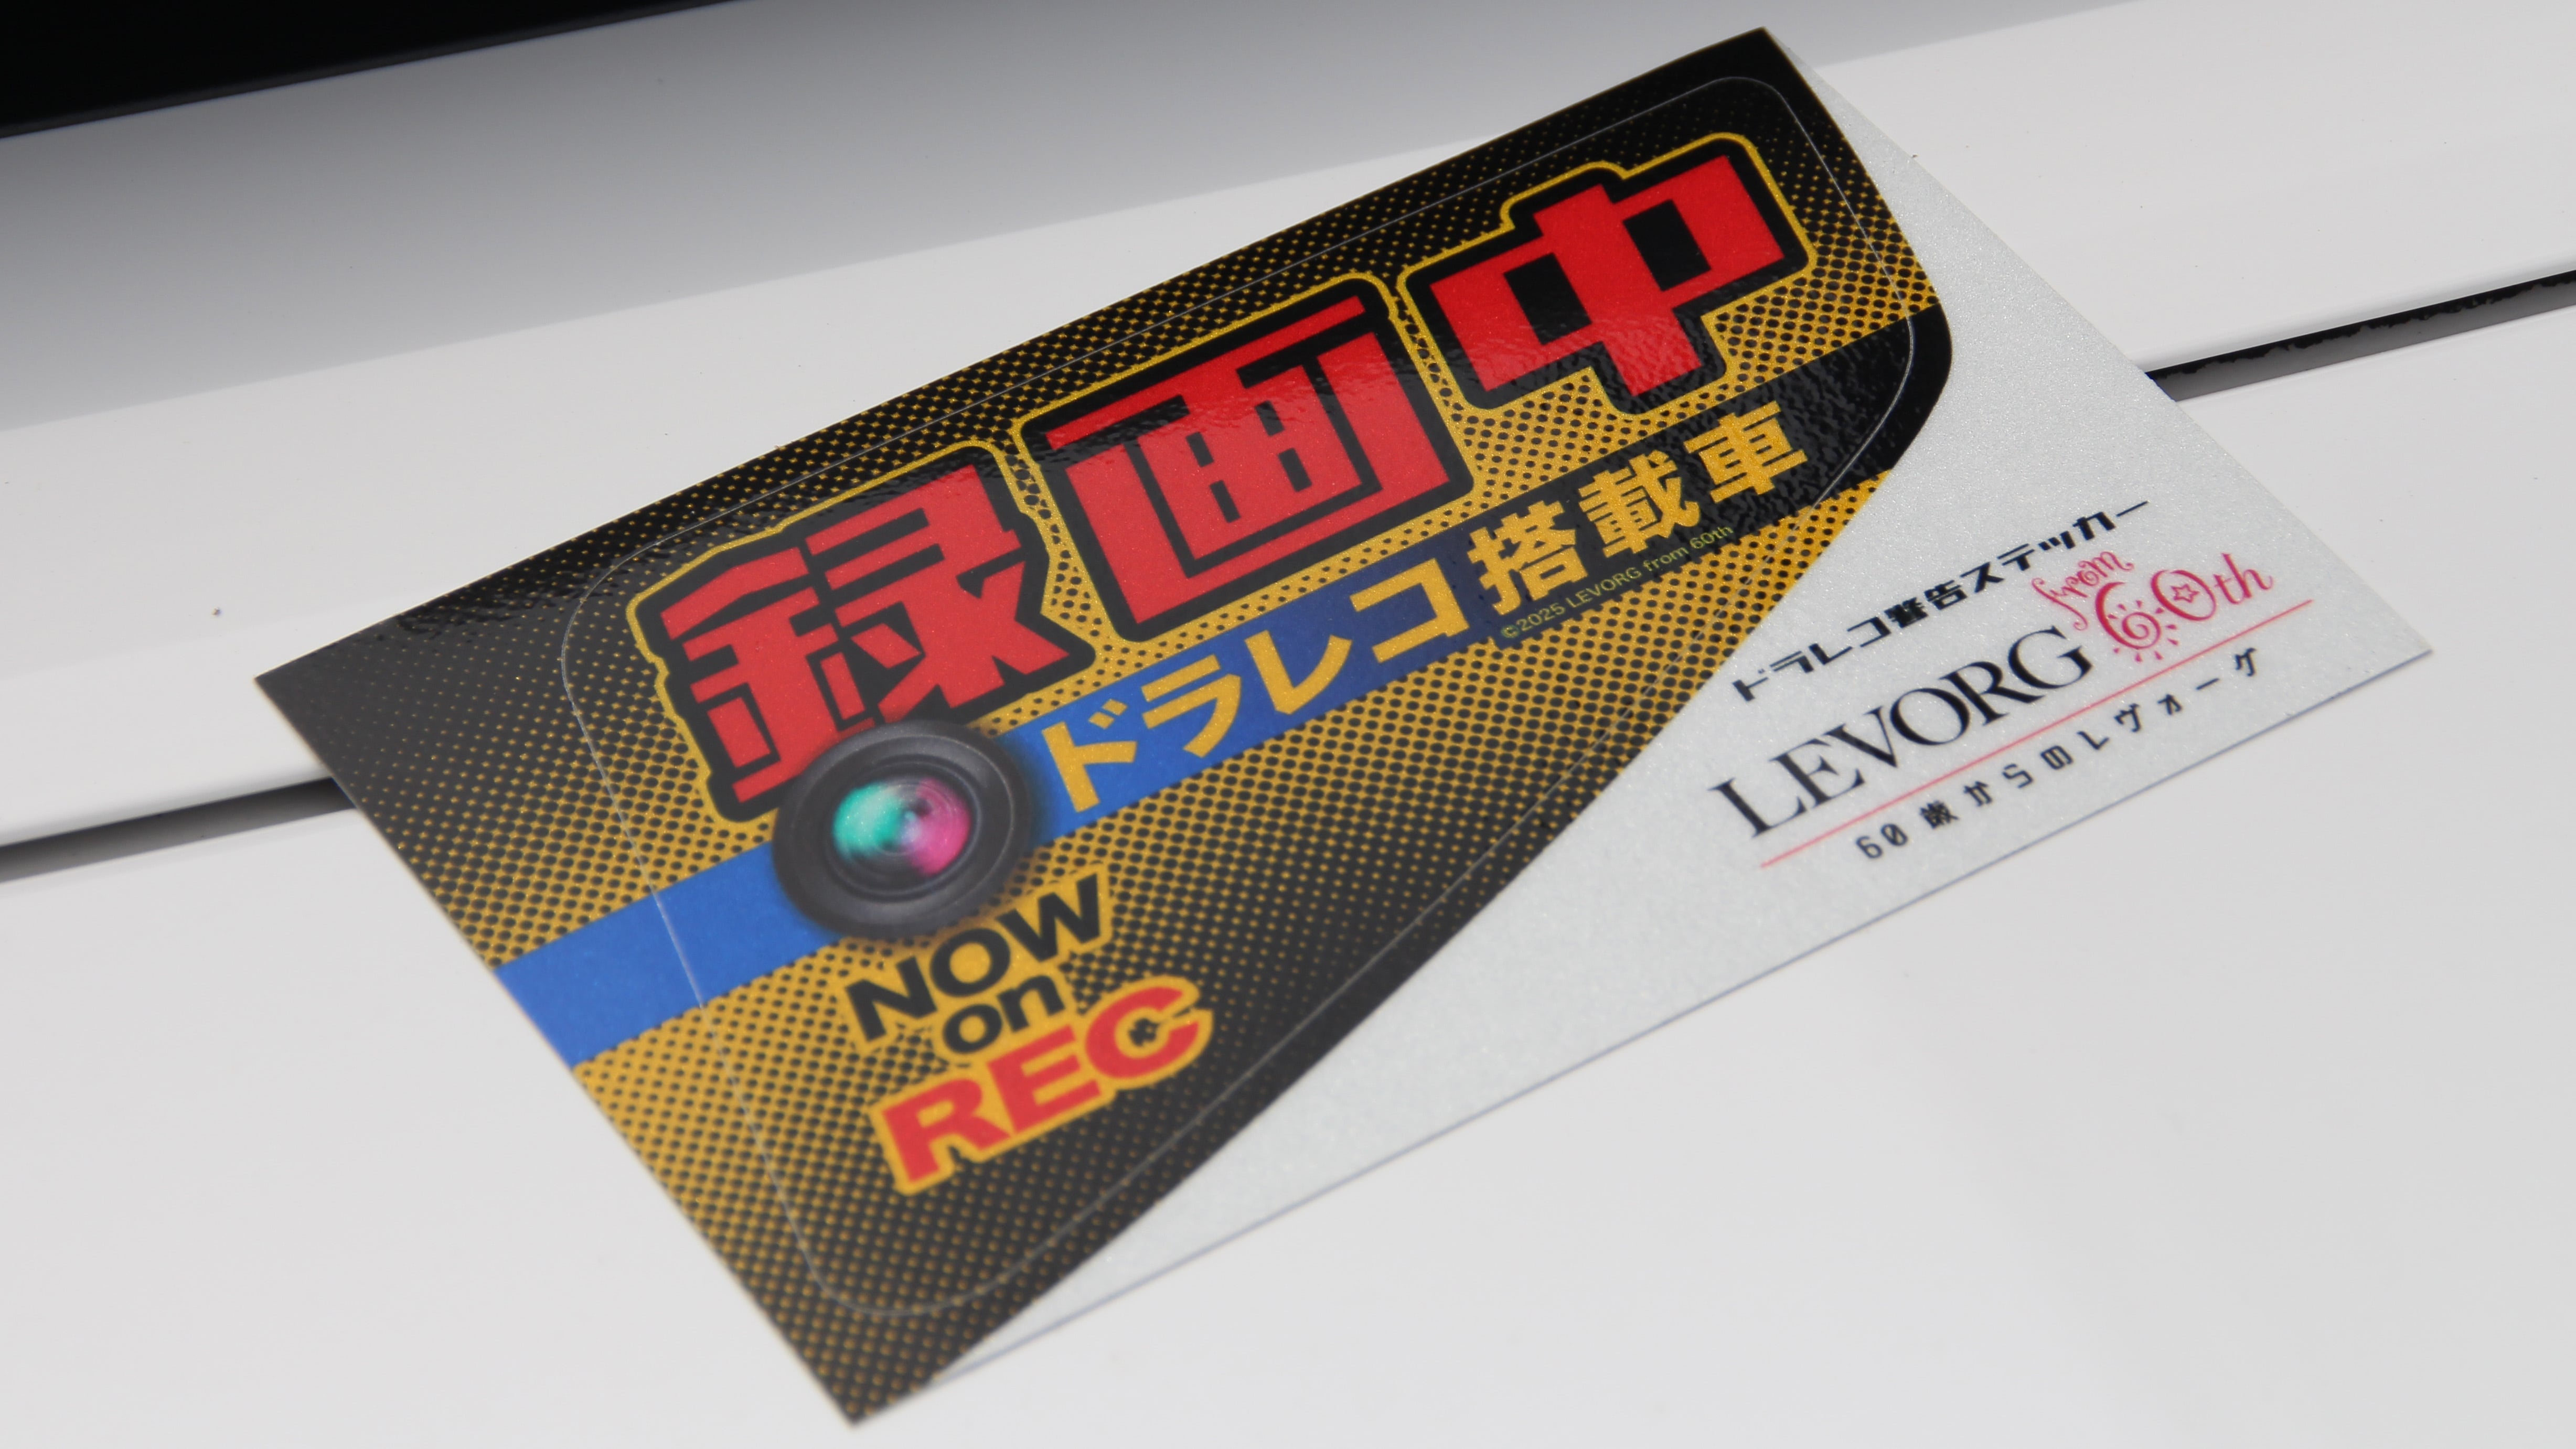 録画中
ドラレコ搭載車
©2025 LEVORG from 60th
NOW
on
REC
ドラレコ警告ステッカー
LEVORG from 60th
60歳からのレヴォーグ